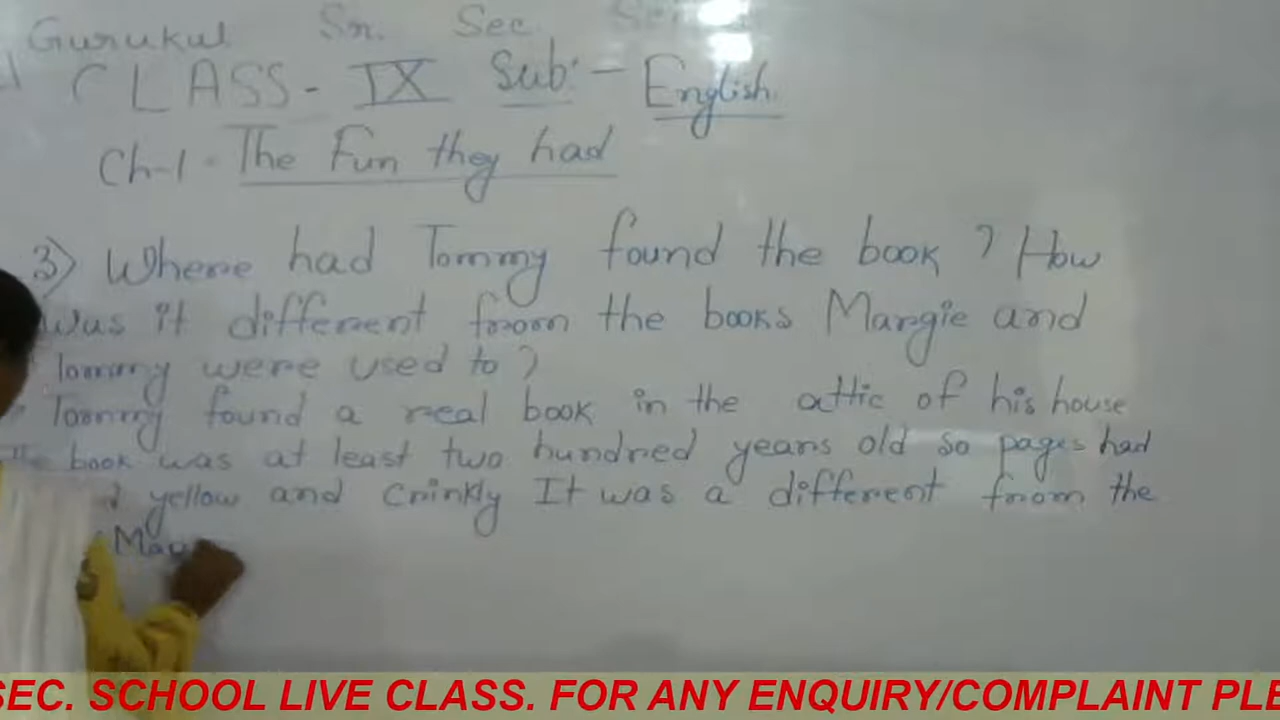 Gurukul Sr. Sec.
CLASS - IX Sub:- English
Ch-1 - The Fun they had
3) Where had Tommy found the book ? How
was it different from the books Margie and
Tommy were used to ?
Tommy found a real book in the attic of his house
The book was at least two hundred years old so pages had
yellow and crinkly It was a different from the
Mar
SEC. SCHOOL LIVE CLASS. FOR ANY ENQUIRY/COMPLAINT PLE